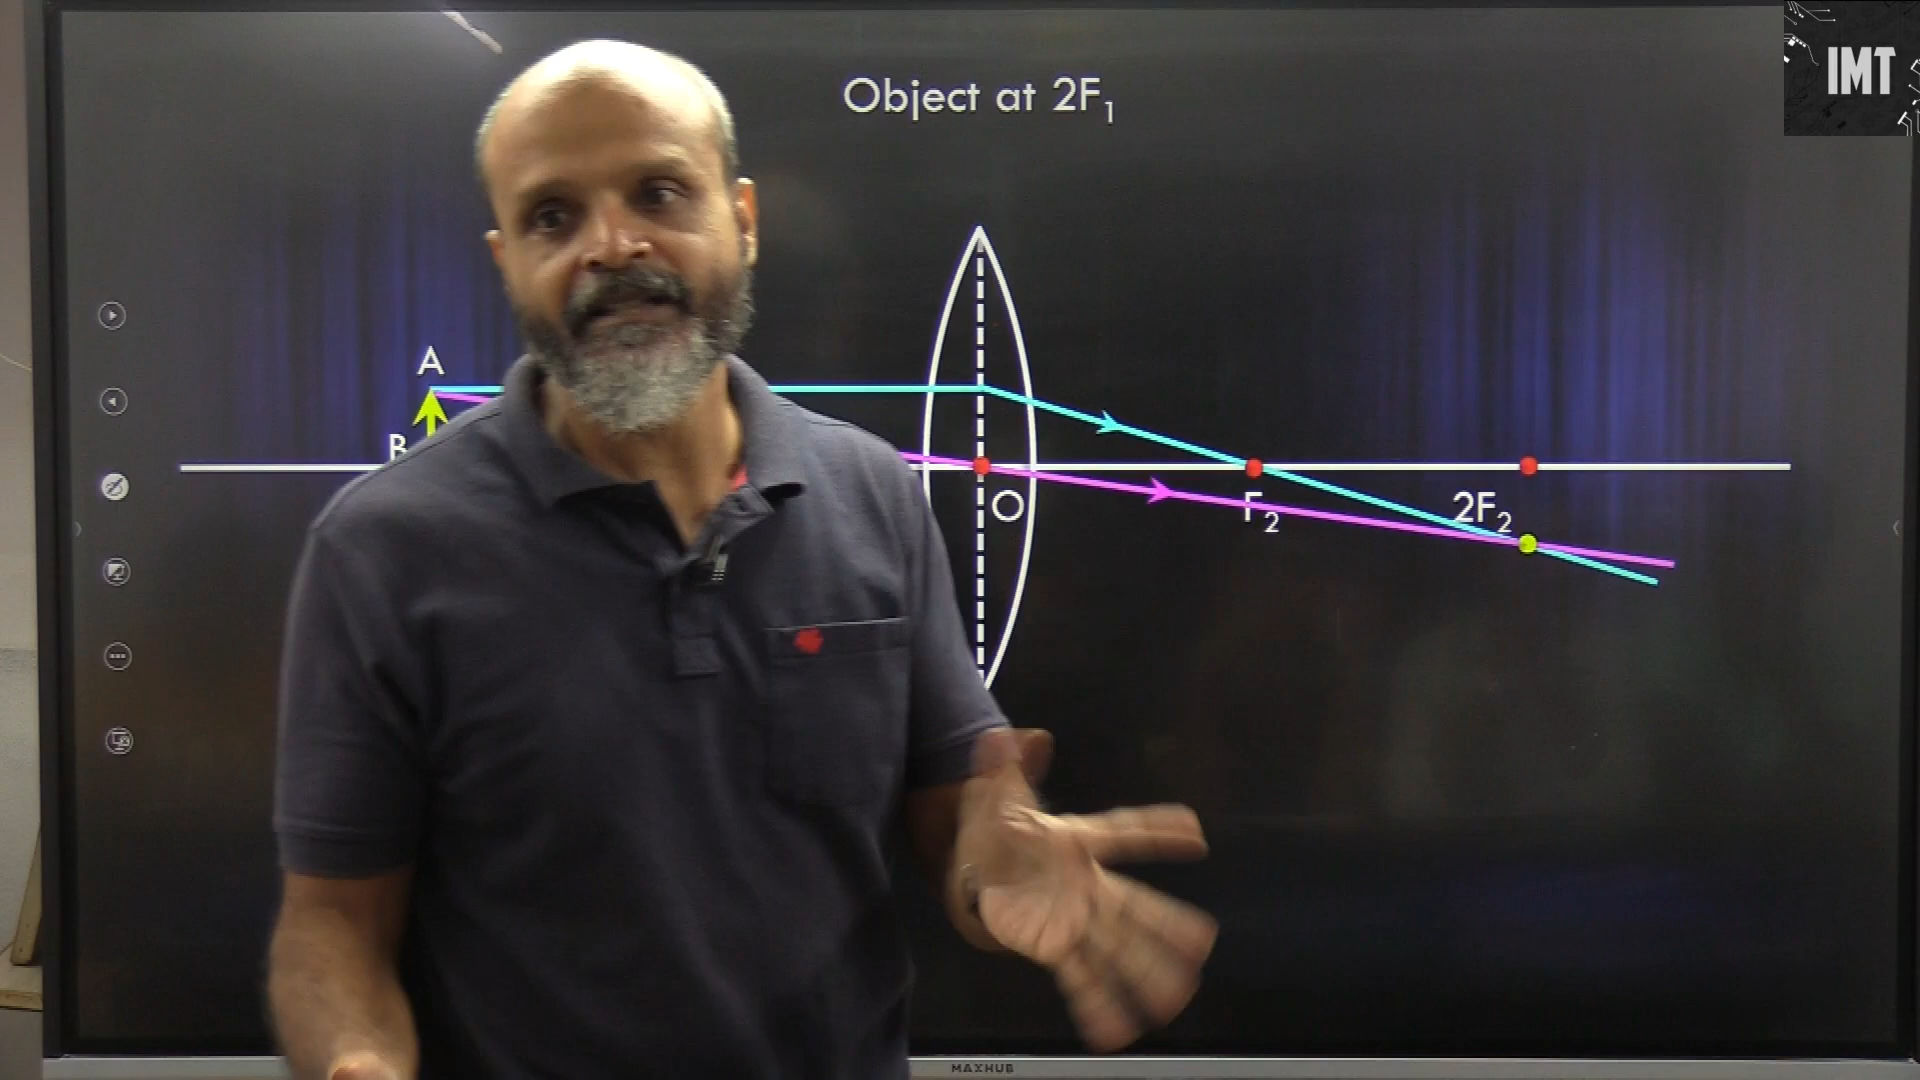 IMT
Object at 2F₁
A
B
O
F₂
2F₂
MAXHUB